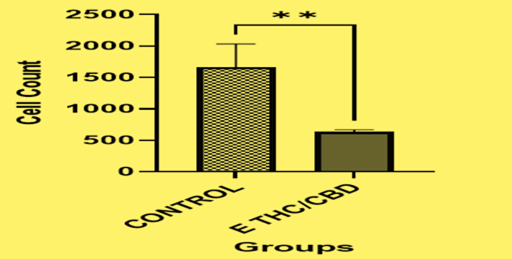 2500
**
2000
1500
1000
500
0
Cell Count
CONTROL
E THC/CBD
Groups